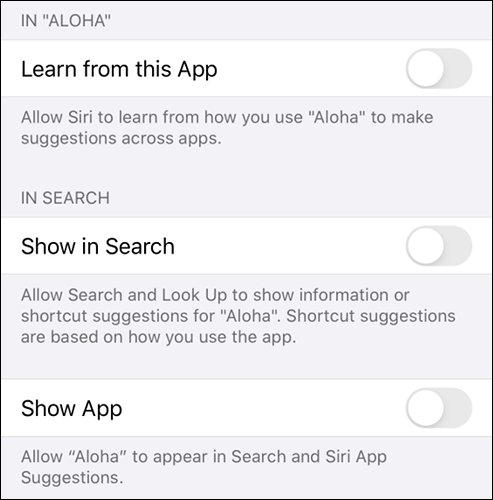 IN "ALOHA"
Learn from this App
Allow Siri to learn from how you use "Aloha" to make
suggestions across apps.
IN SEARCH
Show in Search
Allow Search and Look Up to show information or
shortcut suggestions for "Aloha". Shortcut suggestions
are based on how you use the app.
Show App
Allow “Aloha” to appear in Search and Siri App
Suggestions.